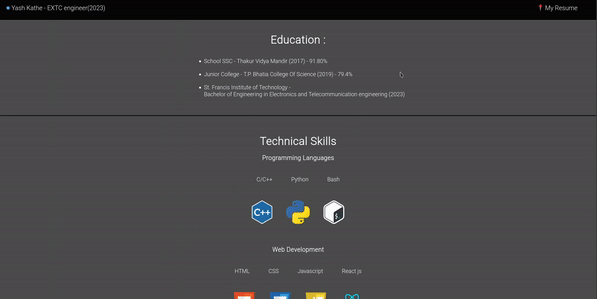 Yash Kathe - EXTC engineer(2023)
My Resume
Education :
School SSC - Thakur Vidya Mandir (2017) - 91.80%
Junior College - T.P. Bhatia College Of Science (2019) - 79.4%
St. Francis Institute of Technology -
Bachelor of Engineering in Electronics and Telecommunication engineering (2023)
Technical Skills
Programming Languages
C/C++ Python Bash
C++ $
Web Development
HTML CSS Javascript React js